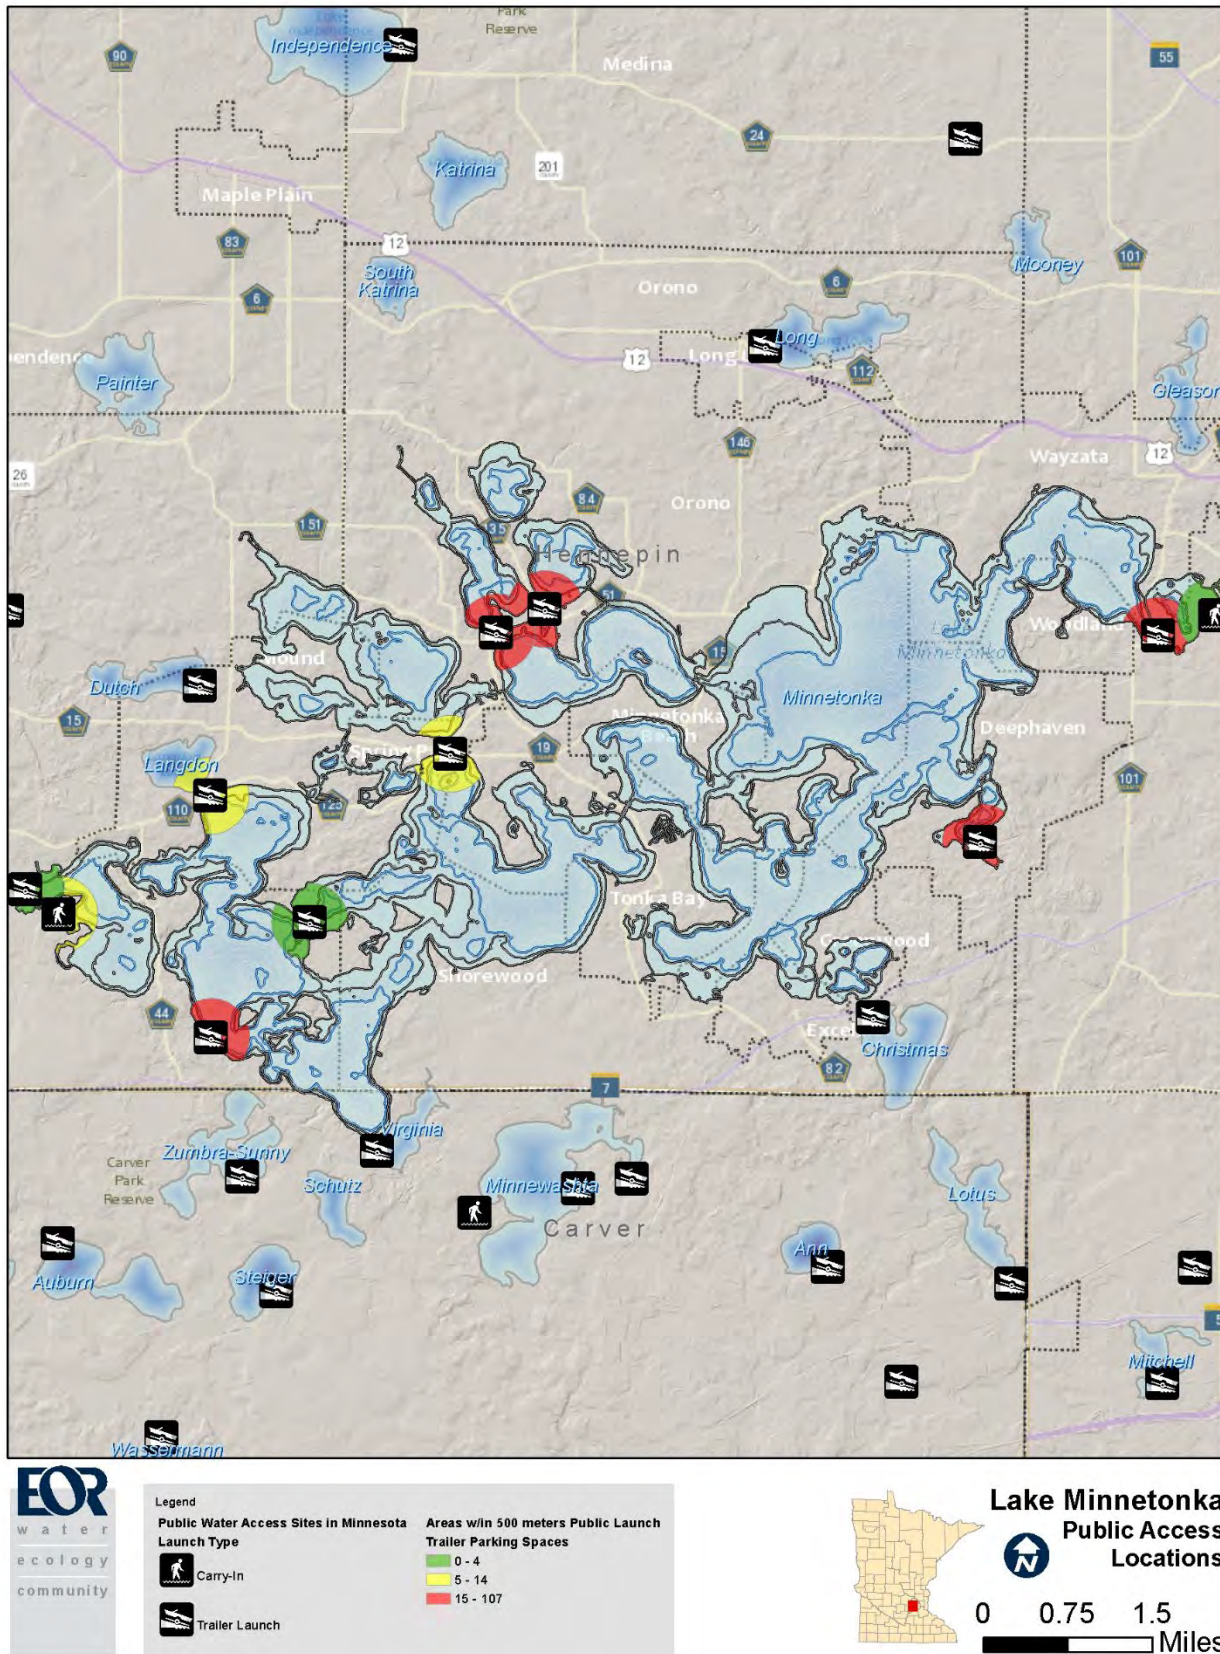 Park
Reserve
Independence
Medina
90
COUNTY
55
24
Katrina
201
Maple Plain
83
12
Mooney
101
South
Katrina
6
Orono
6
Long
12
112
Painter
Gleason
146
Wayzata
12
26
84
Orono
151
35
Hennepin
51
Woodland
Mound
15
Minnetonka
Dutch
Minnetonka
Minnetonka
Beach
Deephaven
15
19
Langdon
101
110
125
Tonka Bay
Shorewood
44
Christmas
82
7
Virginia
Zumbra-Sunny
Carver
Park
Reserve
Schutz
Minnewashta
Lotus
Carver
Ann
Auburn
Steiger
Mitchell
Wassermann
EOR
water
ecology
community
Legend
Public Water Access Sites in Minnesota
Launch Type
Carry-In
Trailer Launch
Areas w/in 500 meters Public Launch
Trailer Parking Spaces
0 - 4
5 - 14
15 - 107
Lake Minnetonka
Public Access
Locations
N
0 0.75 1.5
Miles